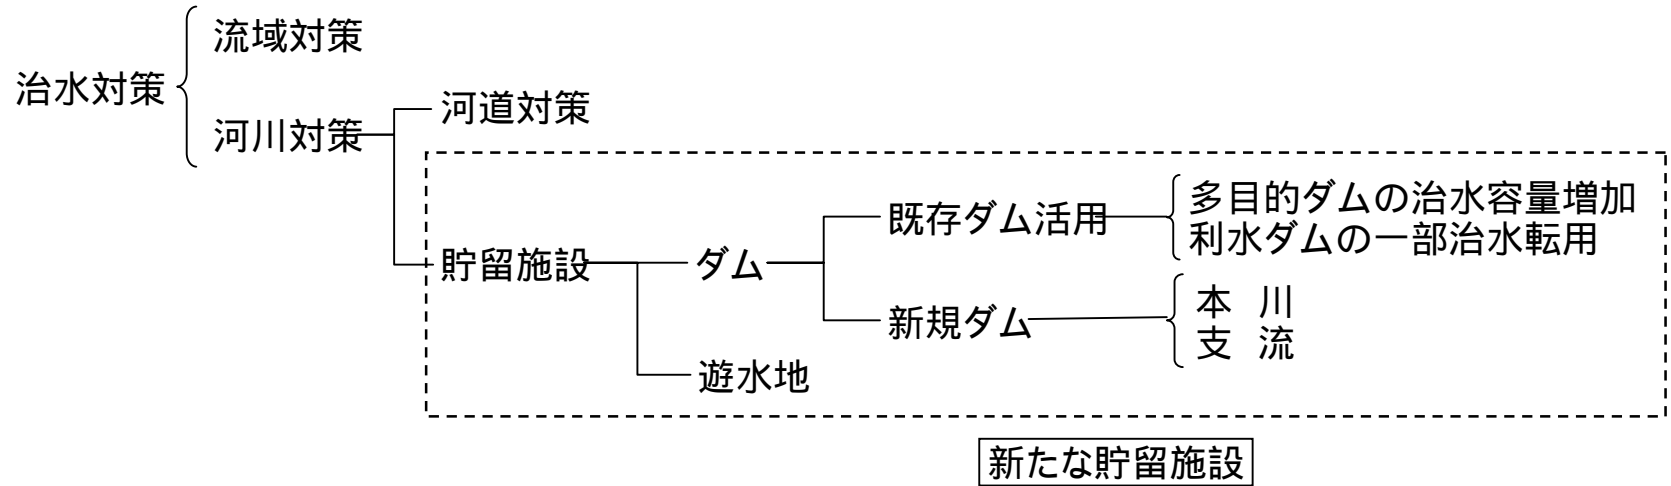 流域対策
治水対策
河川対策
河道対策
貯留施設
ダム
遊水地
既存ダム活用
多目的ダムの治水容量増加
利水ダムの一部治水転用
新規ダム
本 川
支 流
新たな貯留施設